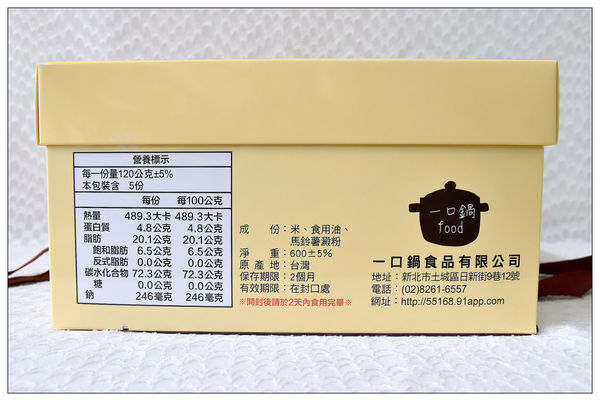 營養標示
每一份量120公克±5%
本包裝含 5份
每份 每100公克
熱量 489.3大卡 489.3大卡
蛋白質 4.8公克 4.8公克
脂肪 20.1公克 20.1公克
飽和脂肪 6.5公克 6.5公克
反式脂肪 0.0公克 0.0公克
碳水化合物 72.3公克 72.3公克
糖 0.0公克 0.0公克
鈉 246毫克 246毫克
成份：米、食用油、
馬鈴薯澱粉
淨重：600±5%
原產地：台灣
保存期限：2個月
有效期限：在封口處
※開封後請於2天內食用完畢※
一口鍋
food
一口鍋食品有限公司
地址：新北市土城區日新街9巷12號
電話：(02)8261-6557
網址：http://55168.91app.com